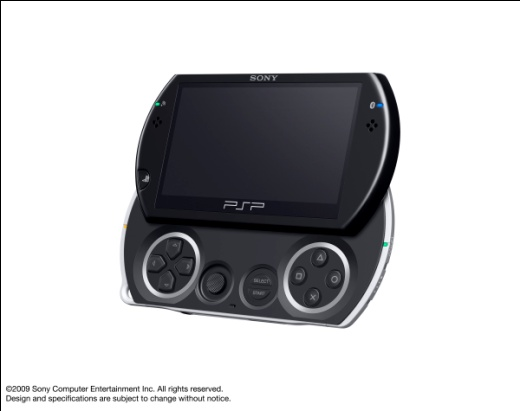 SONY
PSP
SELECT
START
©2009 Sony Computer Entertainment Inc. All rights reserved.
Design and specifications are subject to change without notice.